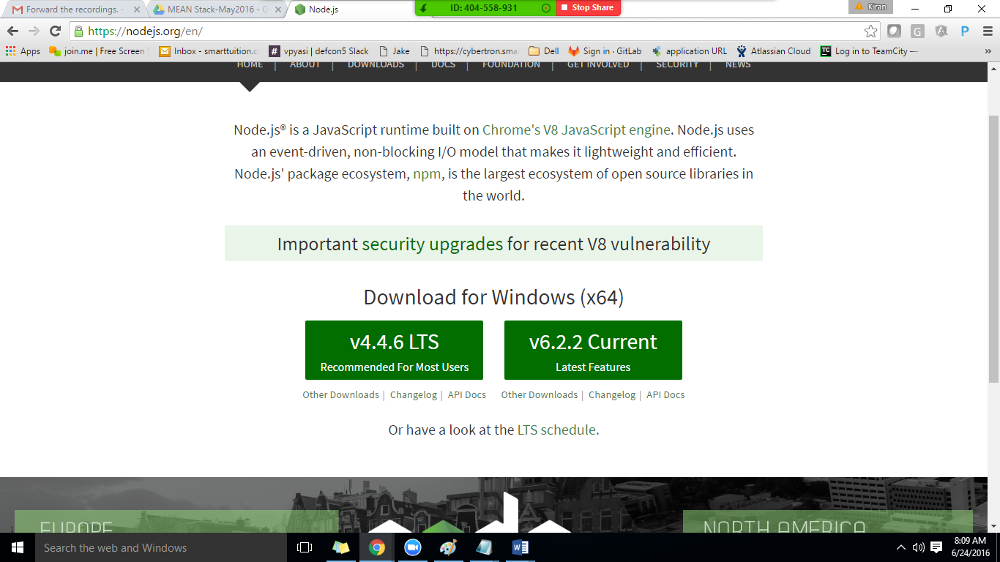 Forward the recordings. -
MEAN Stack-May2016 - G
Node.js
ID: 404-558-931
Stop Share
Kiran
https://nodejs.org/en/
Apps
join.me | Free Screen
Inbox - smarttuition.c
vpyasi | defcon5 Slack
Jake
https://cybertron.sma
Dell
Sign in · GitLab
application URL
Atlassian Cloud
Log in to TeamCity —
»
HOME | ABOUT | DOWNLOADS | DOCS | FOUNDATION | GET INVOLVED | SECURITY | NEWS
Node.js® is a JavaScript runtime built on Chrome's V8 JavaScript engine. Node.js uses
an event-driven, non-blocking I/O model that makes it lightweight and efficient.
Node.js' package ecosystem, npm, is the largest ecosystem of open source libraries in
the world.
Important security upgrades for recent V8 vulnerability
Download for Windows (x64)
v4.4.6 LTS
Recommended For Most Users
v6.2.2 Current
Latest Features
Other Downloads | Changelog | API Docs
Other Downloads | Changelog | API Docs
Or have a look at the LTS schedule.
EUROPE
NORTH AMERICA
Search the web and Windows
8:09 AM
6/24/2016